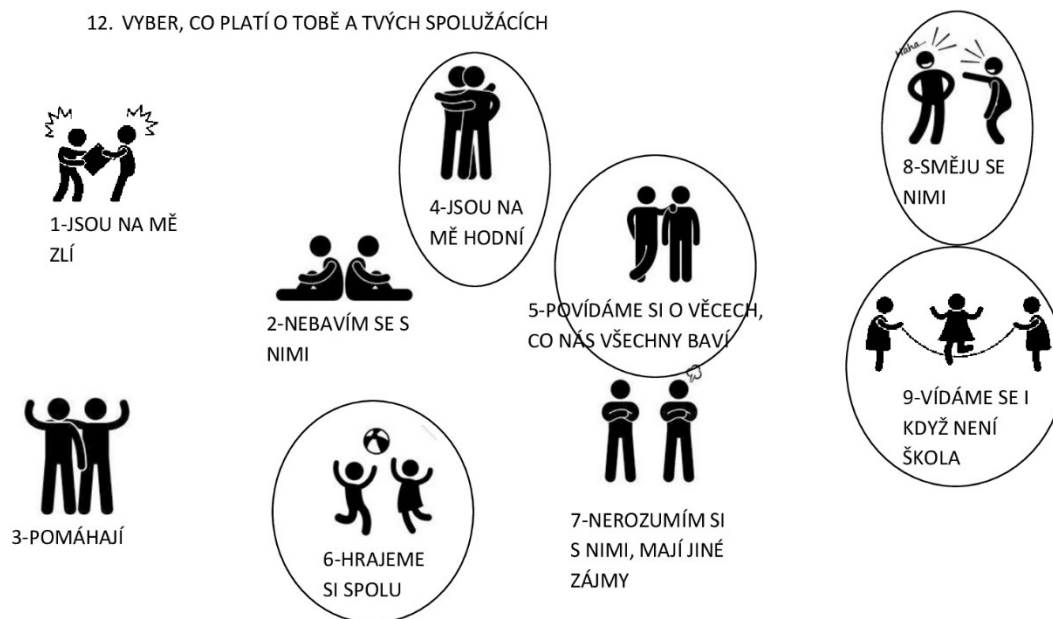 12. VYBER, CO PLATÍ O TOBĚ A TVÝCH SPOLUŽÁCÍCH
1-JSOU NA MĚ
ZLÍ
2-NEBAVÍM SE S
NIMI
3-POMÁHAJÍ
4-JSOU NA
MĚ HODNÍ
5-POVÍDÁME SI O VĚCECH,
CO NÁS VŠECHNY BAVÍ
6-HRAJEME
SI SPOLU
7-NEROZUMÍM SI
S NIMI, MAJÍ JINÉ
ZÁJMY
Haha...
8-SMĚJU SE
NIMI
9-VÍDÁME SE I
KDYŽ NENÍ
ŠKOLA